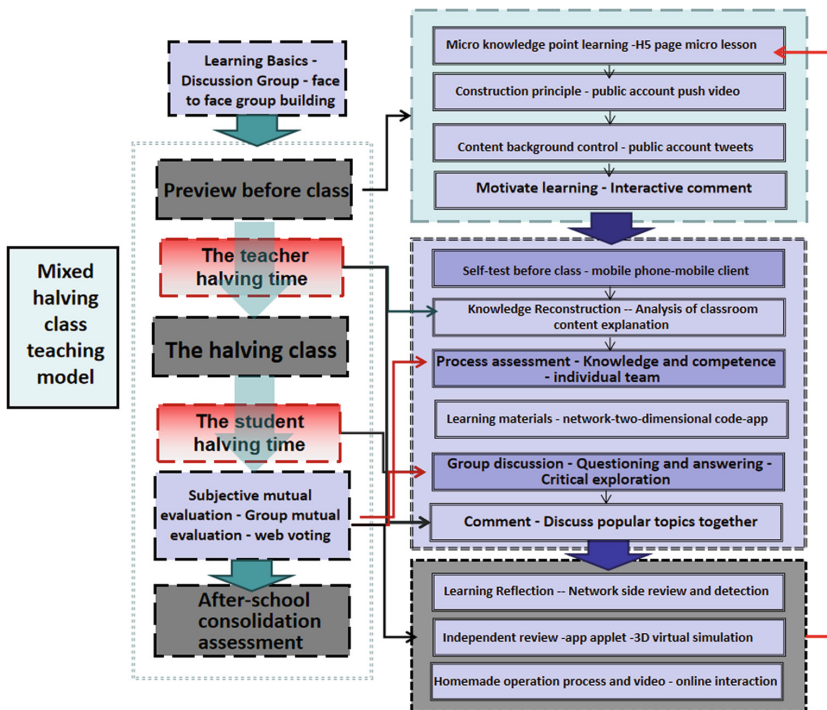 Mixed
halving
class
teaching
model
Learning Basics -
Discussion Group - face
to face group building
Preview before class
The teacher
halving time
The halving class
The student
halving time
Subjective mutual
evaluation - Group mutual
evaluation - web voting
After-school
consolidation
assessment
Micro knowledge point learning -H5 page micro lesson
Construction principle - public account push video
Content background control - public account tweets
Motivate learning - Interactive comment
Self-test before class - mobile phone-mobile client
Knowledge Reconstruction -- Analysis of classroom
content explanation
Process assessment - Knowledge and competence
- individual team
Learning materials - network-two-dimensional code-app
Group discussion - Questioning and answering -
Critical exploration
Comment - Discuss popular topics together
Learning Reflection -- Network side review and detection
Independent review -app applet -3D virtual simulation
Homemade operation process and video - online interaction